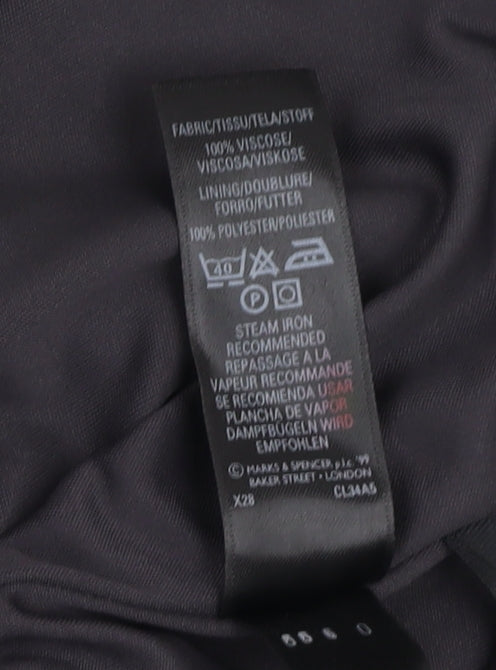 FABRIC/TISSU/TELA/STOFF
100% VISCOSE/
VISCOSA/VISKOSE
LINING/DOUBLURE/
FORRO/FUTTER
100% POLYESTER/POLIESTER
40
P
STEAM IRON
RECOMMENDED
REPASSAGE A LA
VAPEUR RECOMMANDE
SE RECOMIENDA USAR
PLANCHA DE VAPOR
DAMPFBÜGELN WIRD
EMPFOHLEN
© MARKS & SPENCER p.l.c. '99
BAKER STREET · LONDON
X28 CL34A5